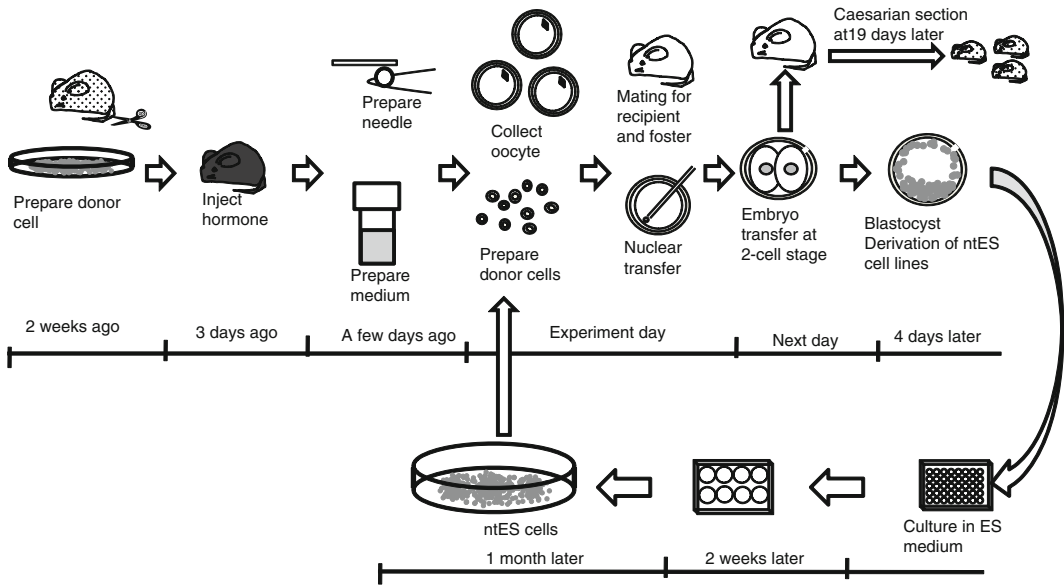 Caesarian section
at19 days later
Prepare
needle
Collect
oocyte
Mating for
recipient
and foster
Prepare donor
cell
Inject
hormone
Prepare
medium
Prepare
donor cells
Nuclear
transfer
Embryo
transfer at
2-cell stage
Blastocyst
Derivation of ntES
cell lines
2 weeks ago
3 days ago
A few days ago
Experiment day
Next day
4 days later
ntES cells
Culture in ES
medium
1 month later
2 weeks later